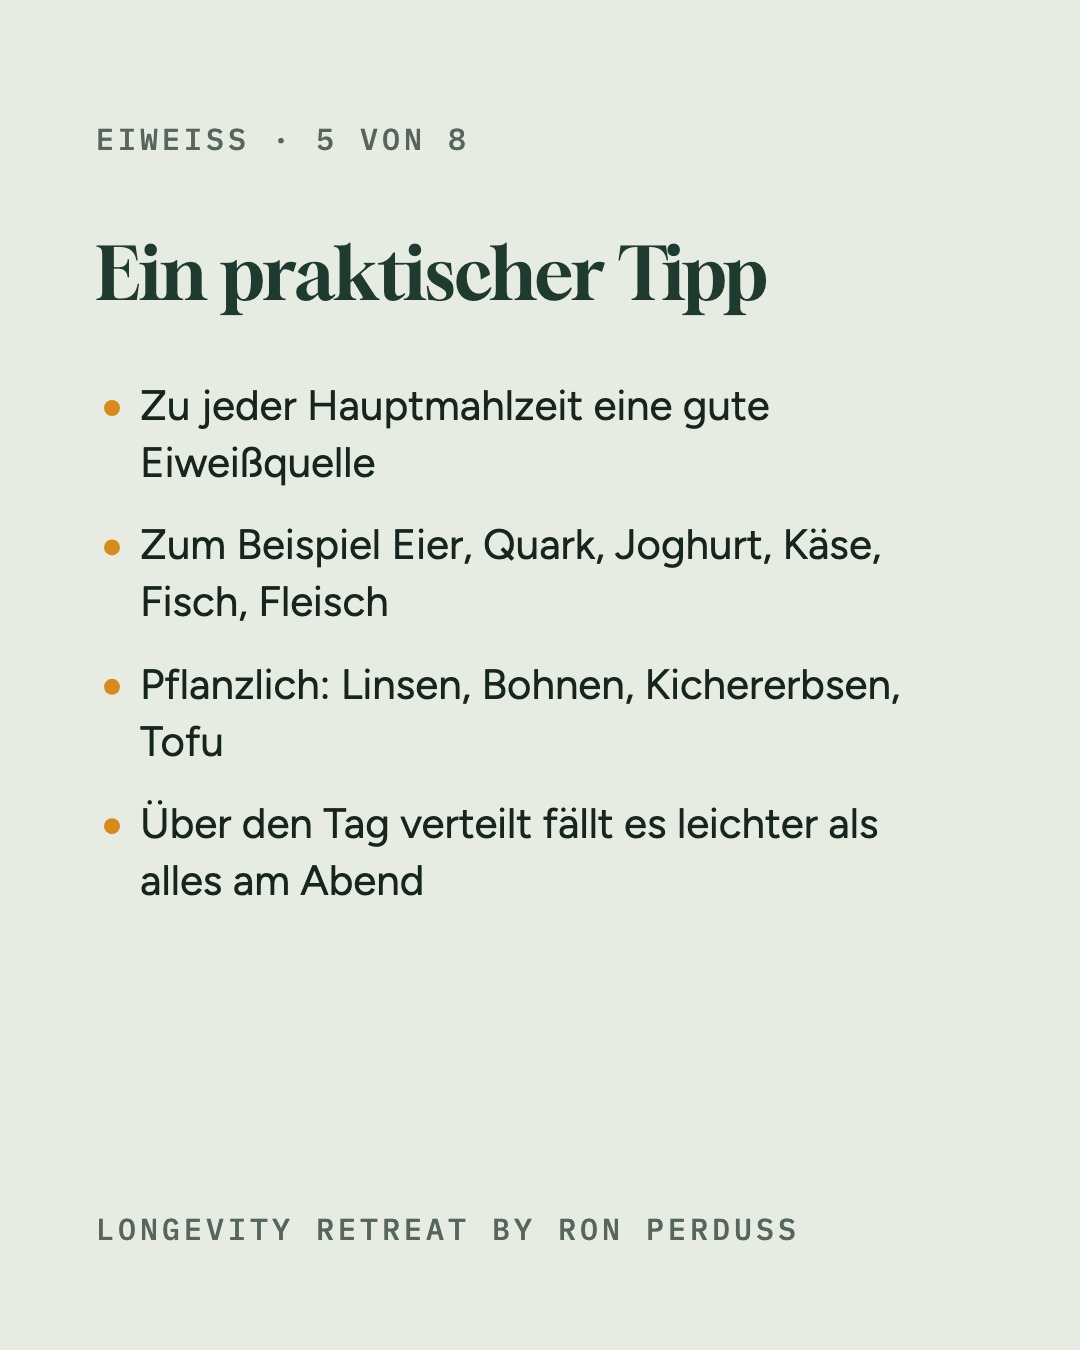 EIWEISS · 5 VON 8
Ein praktischer Tipp
Zu jeder Hauptmahlzeit eine gute
Eiweißquelle
Zum Beispiel Eier, Quark, Joghurt, Käse,
Fisch, Fleisch
Pflanzlich: Linsen, Bohnen, Kichererbsen,
Tofu
Über den Tag verteilt fällt es leichter als
alles am Abend
LONGEVITY RETREAT BY RON PERDUSS